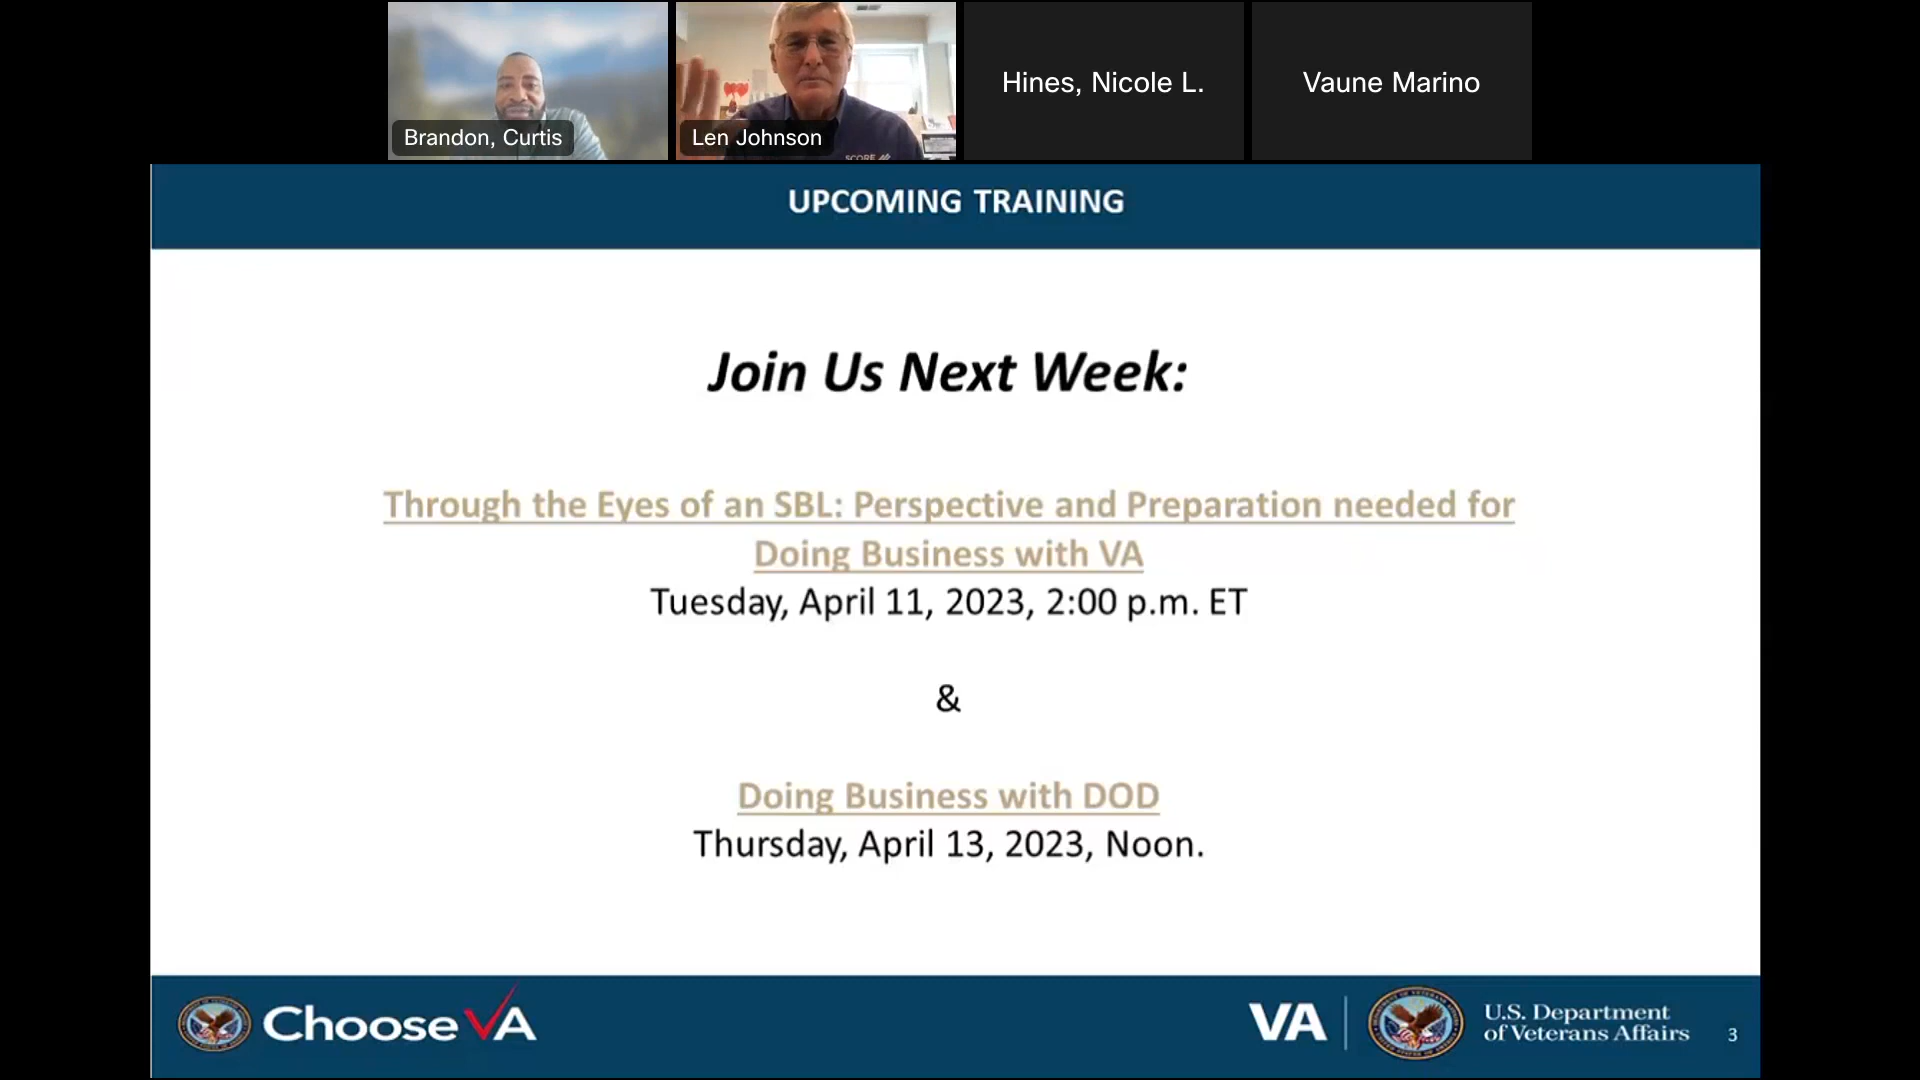 Brandon, Curtis
Len Johnson
SCORE
Hines, Nicole L.
Vaune Marino
UPCOMING TRAINING
Join Us Next Week:
Through the Eyes of an SBL: Perspective and Preparation needed for
Doing Business with VA
Tuesday, April 11, 2023, 2:00 p.m. ET
&
Doing Business with DOD
Thursday, April 13, 2023, Noon.
Choose VA
VA
U.S. Department
of Veterans Affairs
3